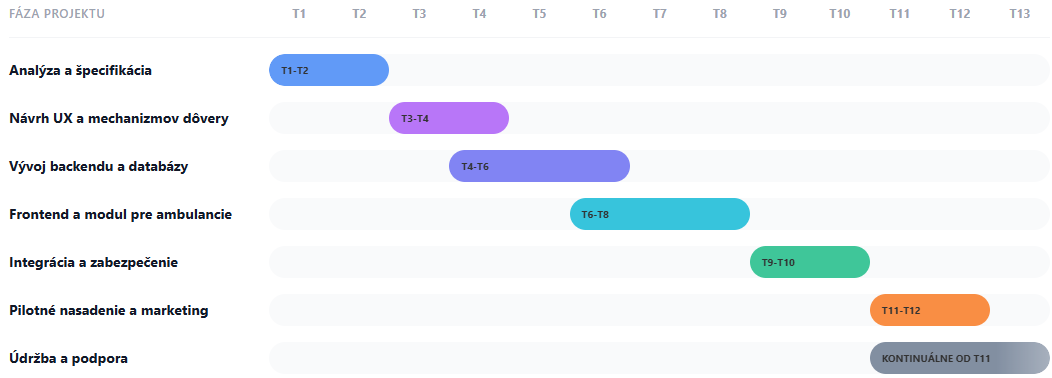 FÁZA PROJEKTU T1 T2 T3 T4 T5 T6 T7 T8 T9 T10 T11 T12 T13
Analýza a špecifikácia T1-T2
Návrh UX a mechanizmov dôvery T3-T4
Vývoj backendu a databázy T4-T6
Frontend a modul pre ambulancie T6-T8
Integrácia a zabezpečenie T9-T10
Pilotné nasadenie a marketing T11-T12
Údržba a podpora KONTINUÁLNE OD T11